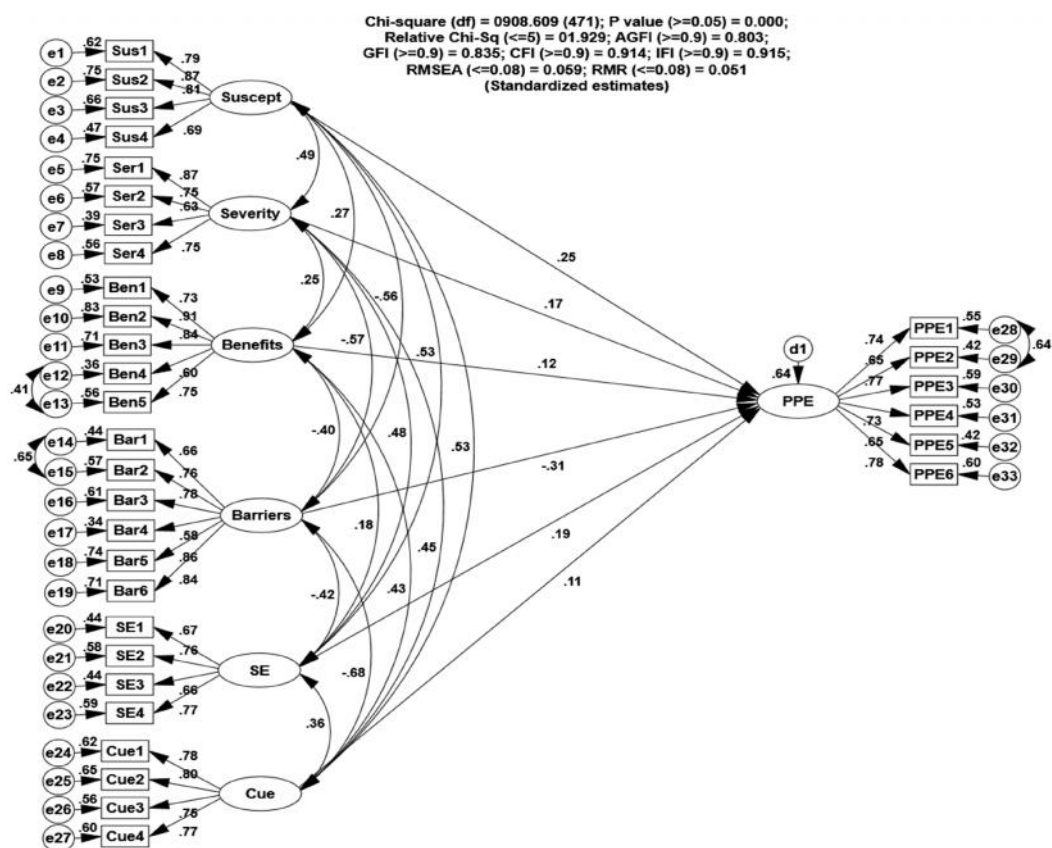 Chi-square (df) = 0908.609 (471); P value (>=0.05) = 0.000;
Relative Chi-Sq (<=5) = 01.929; AGFI (>=0.9) = 0.803;
GFI (>=0.9) = 0.835; CFI (>=0.9) = 0.914; IFI (>=0.9) = 0.915;
RMSEA (<=0.08) = 0.059; RMR (<=0.08) = 0.051
(Standardized estimates)
e1 .62 Sus1 .79
e2 .75 Sus2 .87
e3 .66 Sus3 .81
e4 .47 Sus4 .69
Suscept
e5 .75 Ser1 .87
e6 .57 Ser2 .75
e7 .39 Ser3 .63
e8 .56 Ser4 .75
Severity
e9 .53 Ben1 .73
e10 .83 Ben2 .91
e11 .71 Ben3 .84
e12 .36 Ben4 .60
e13 .56 Ben5 .75
.41
Benefits
e14 .44 Bar1 .66
e15 .57 Bar2 .76
e16 .61 Bar3 .78
e17 .34 Bar4 .58
e18 .74 Bar5 .86
e19 .71 Bar6 .84
.65
Barriers
e20 .44 SE1 .67
e21 .58 SE2 .76
e22 .44 SE3 .66
e23 .59 SE4 .77
SE
e24 .62 Cue1 .78
e25 .65 Cue2 .80
e26 .56 Cue3 .75
e27 .60 Cue4 .77
Cue
.49
.27
.25 -.56
-.57 .53
-.40 .48 .53
.18 .45
-.42 .43
-.68
.36
.25
.17
.12
-.31
.19
.11
d1
.64
PPE
.74 PPE1 .55 e28
.65 PPE2 .42 e29
.64
.77 PPE3 .59 e30
.73 PPE4 .53 e31
.65 PPE5 .42 e32
.78 PPE6 .60 e33